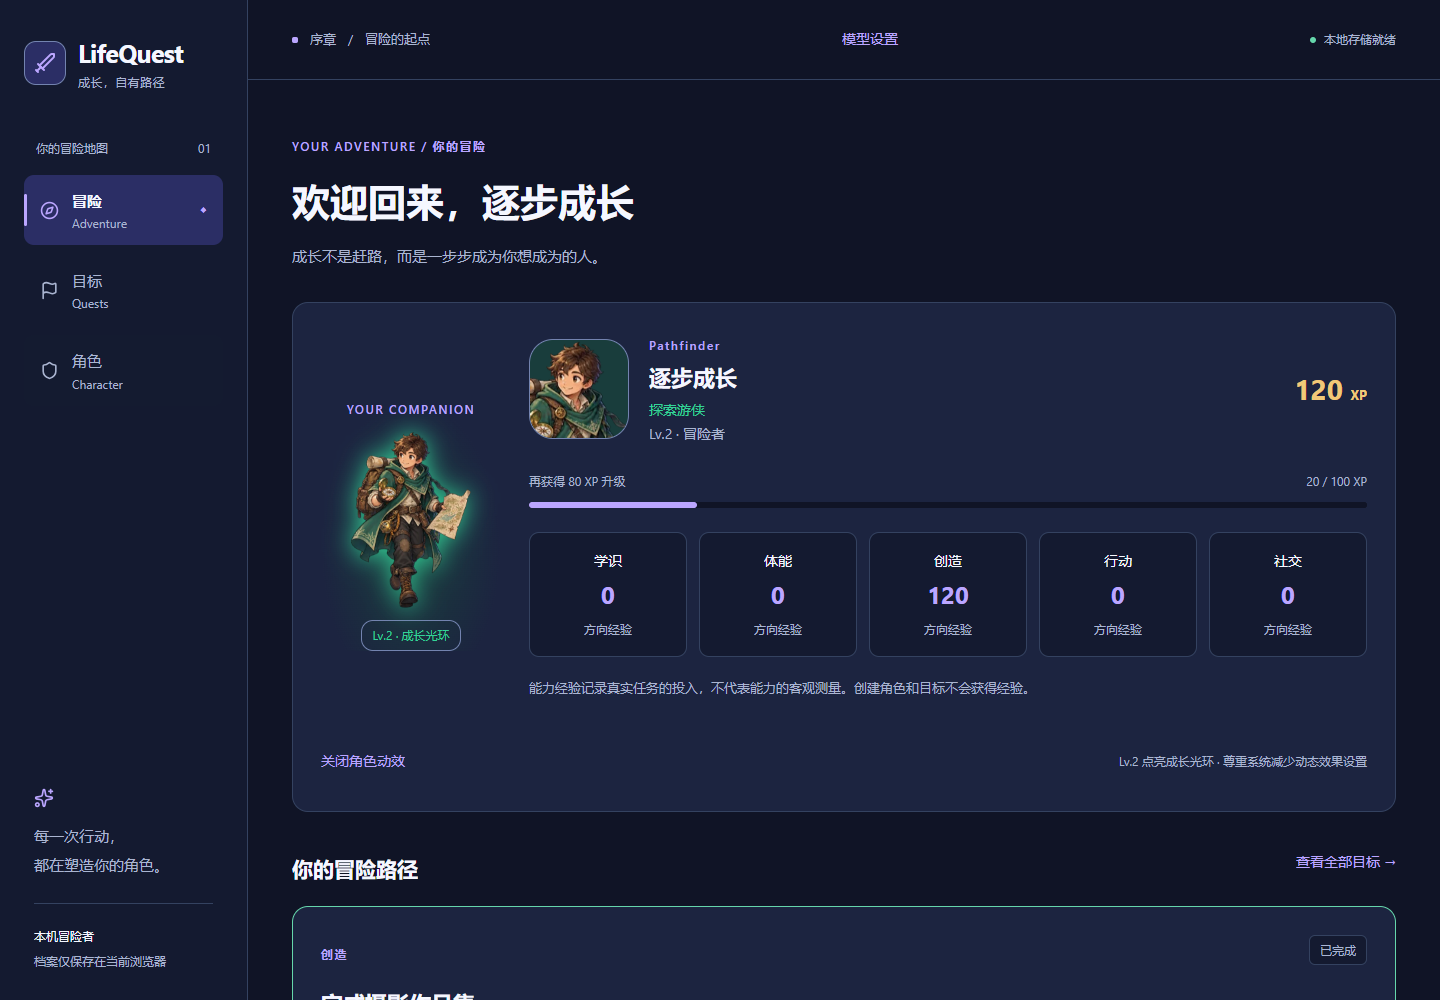 LifeQuest
成长，自有路径
你的冒险地图 01
冒险
Adventure
目标
Quests
角色
Character
每一次行动，
都在塑造你的角色。
本机冒险者
档案仅保存在当前浏览器
序章 / 冒险的起点
模型设置
本地存储就绪
YOUR ADVENTURE / 你的冒险
欢迎回来，逐步成长
成长不是赶路，而是一步步成为你想成为的人。
YOUR COMPANION
Lv.2 · 成长光环
Pathfinder
逐步成长
探索游侠
Lv.2 · 冒险者
120 XP
再获得 80 XP 升级
20 / 100 XP
学识
0
方向经验
体能
0
方向经验
创造
120
方向经验
行动
0
方向经验
社交
0
方向经验
能力经验记录真实任务的投入，不代表能力的客观测量。创建角色和目标不会获得经验。
关闭角色动效
Lv.2 点亮成长光环 · 尊重系统减少动态效果设置
你的冒险路径
查看全部目标 →
创造
已完成
完成摄影作品集